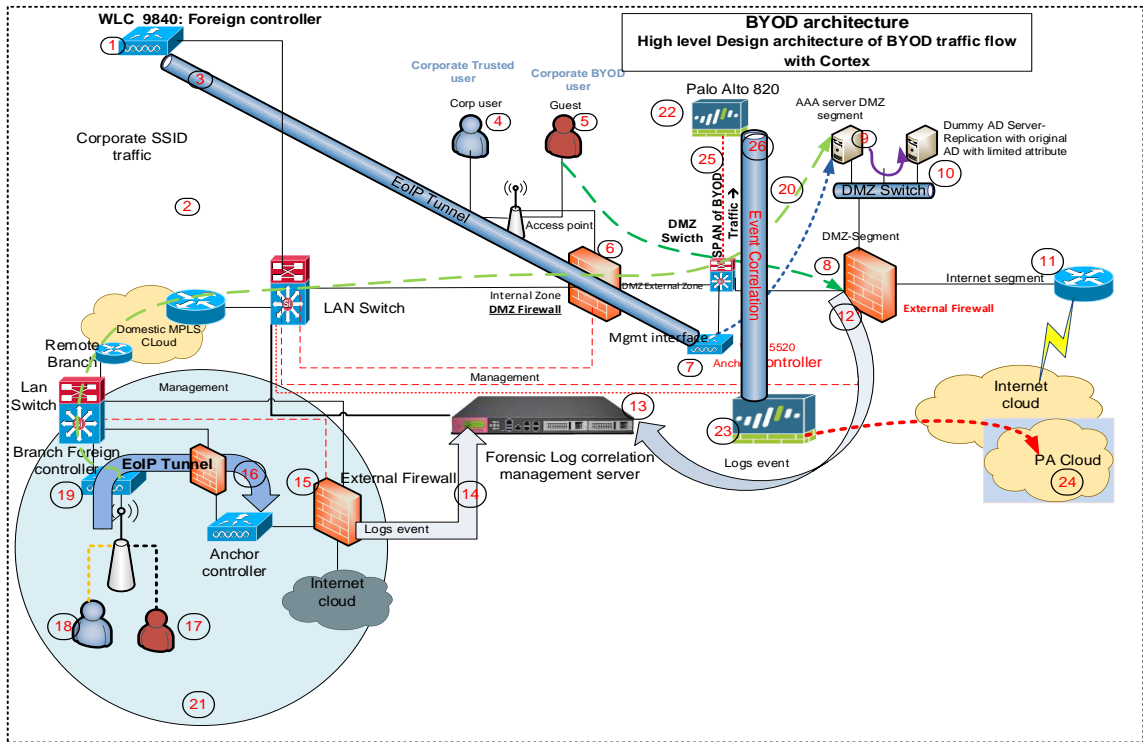 WLC 9840: Foreign controller
BYOD architecture
High level Design architecture of BYOD traffic flow
with Cortex
1
3
Corporate Trusted
user
Corporate BYOD
user
Corp user
4
Guest
5
Palo Alto 820
22
AAA server DMZ
segment
9
Dummy AD Server-
Replication with original
AD with limited attribute
10
Corporate SSID
traffic
2
EoIP Tunnel
Access point
25
26
20
DMZ Switch
SPAN of BYOD
Traffic →
Event Correlation
DMZ
Swicth
6
DMZ-Segment
8
Internet segment
11
LAN Switch
Internal Zone
DMZ Firewall
DMZ External Zone
External Firewall
12
Domestic MPLS
CLoud
Mgmt interface
7
5520
Anch
controller
Remote
Branch
Lan
Switch
Management
Management
Internet
cloud
13
23
Forensic Log correlation
management server
Logs event
PA Cloud
24
Branch Foreign
controller
EoIP Tunnel
16
15
External Firewall
14
19
Logs event
Anchor
controller
Internet
cloud
18
17
21